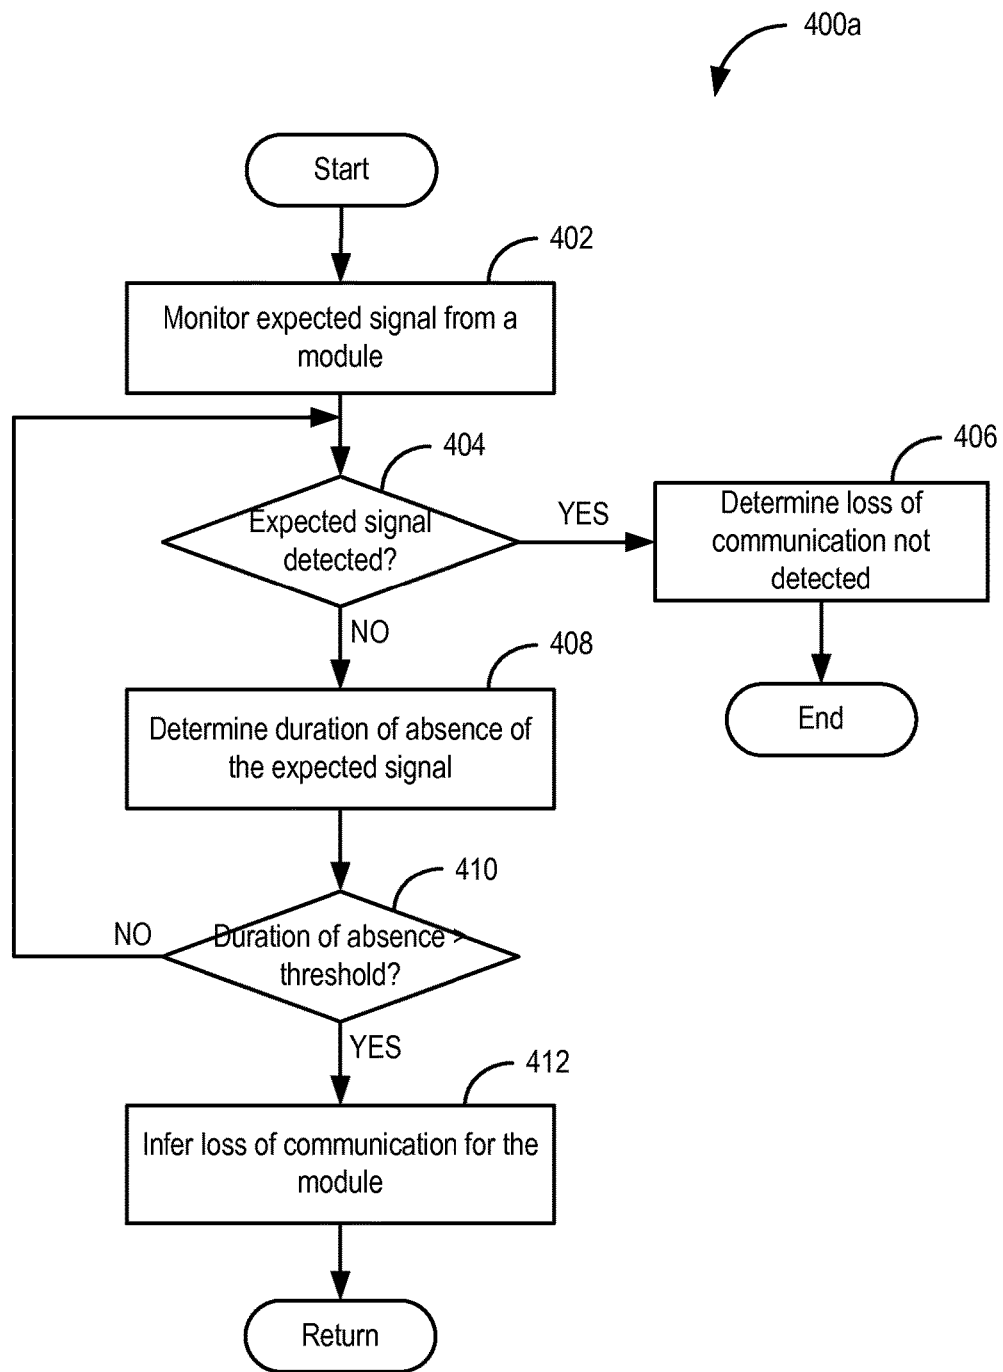 400a
Start
402
Monitor expected signal from a
module
404
Expected signal
detected?
YES
406
Determine loss of
communication not
detected
End
NO
408
Determine duration of absence of
the expected signal
410
Duration of absence >
threshold?
NO
YES
412
Infer loss of communication for the
module
Return